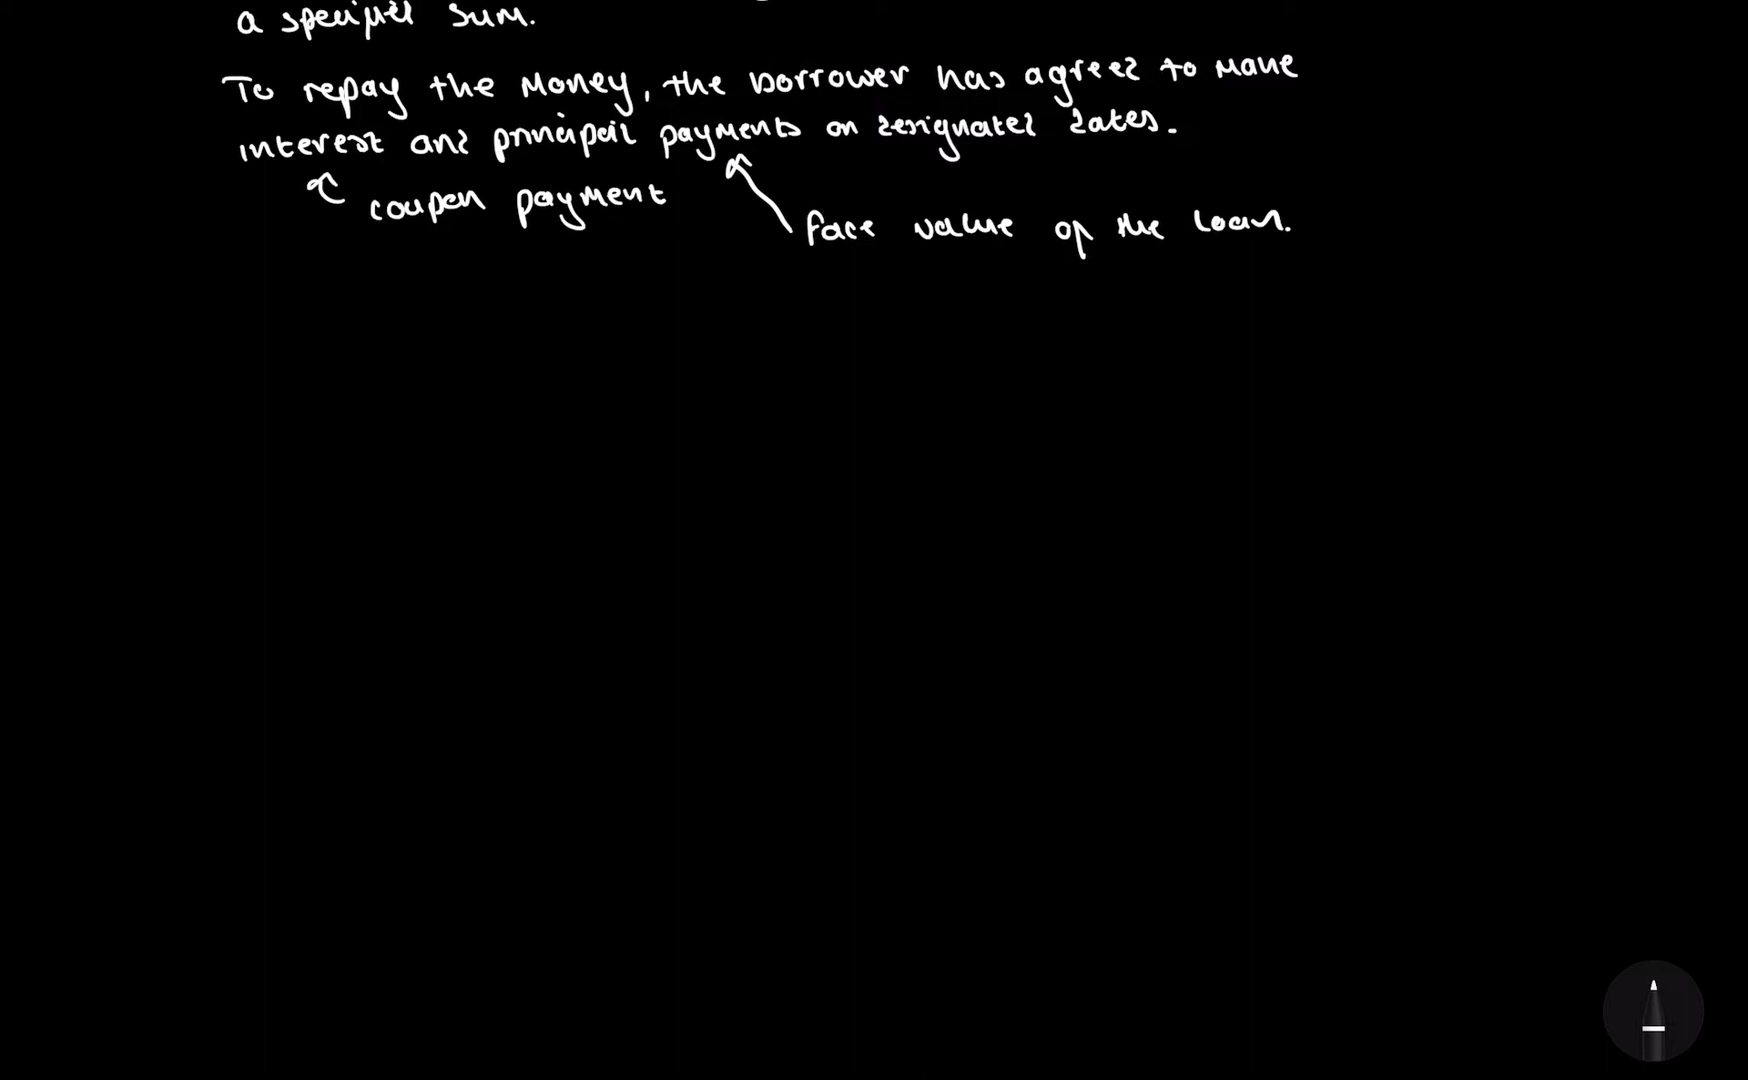 a specified sum.
To repay the money, the borrower has agreed to make
interest and principal payments on designated dates.
coupon payment
face value of the loan.